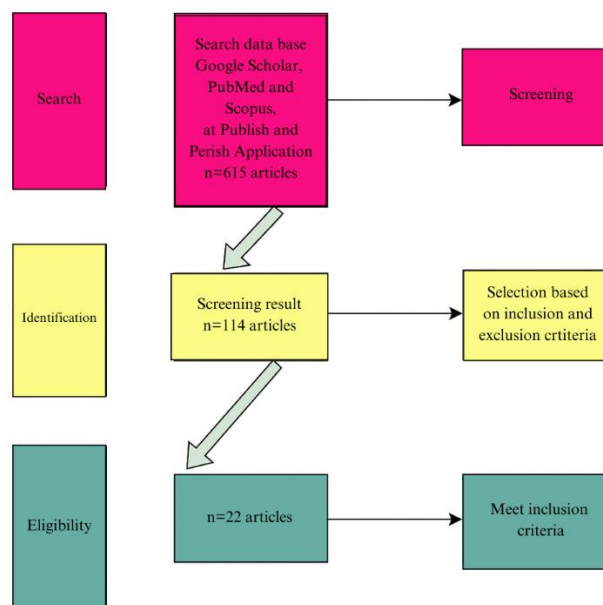 Search
Search data base
Google Scholar,
PubMed and
Scopus,
at Publish and
Perish Application
n=615 articles
Screening
Identification
Screening result
n=114 articles
Selection based
on inclusion and
exclusion crtiteria
Eligibility
n=22 articles
Meet inclusion
criteria